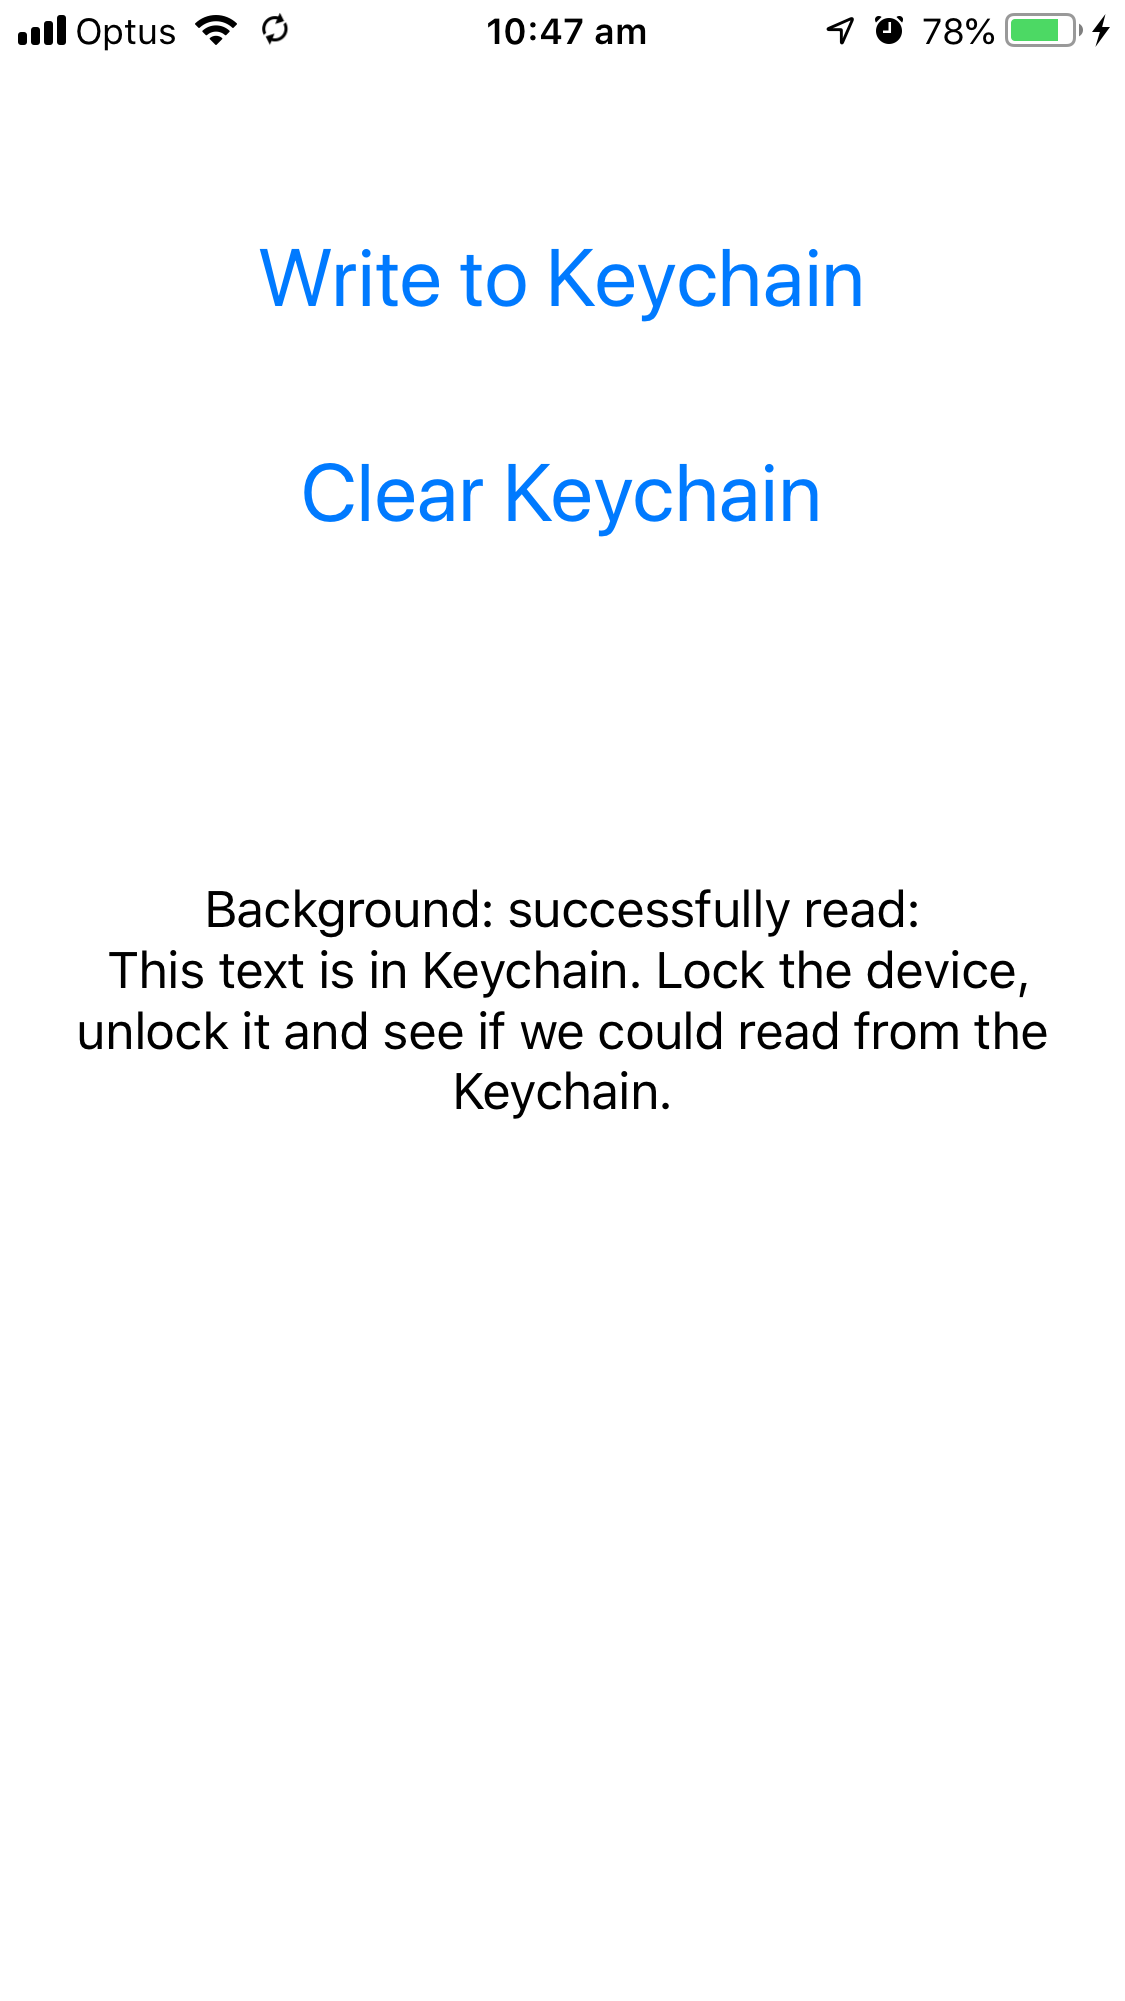 Optus 10:47 am 78%
Write to Keychain
Clear Keychain
Background: successfully read:
This text is in Keychain. Lock the device,
unlock it and see if we could read from the
Keychain.